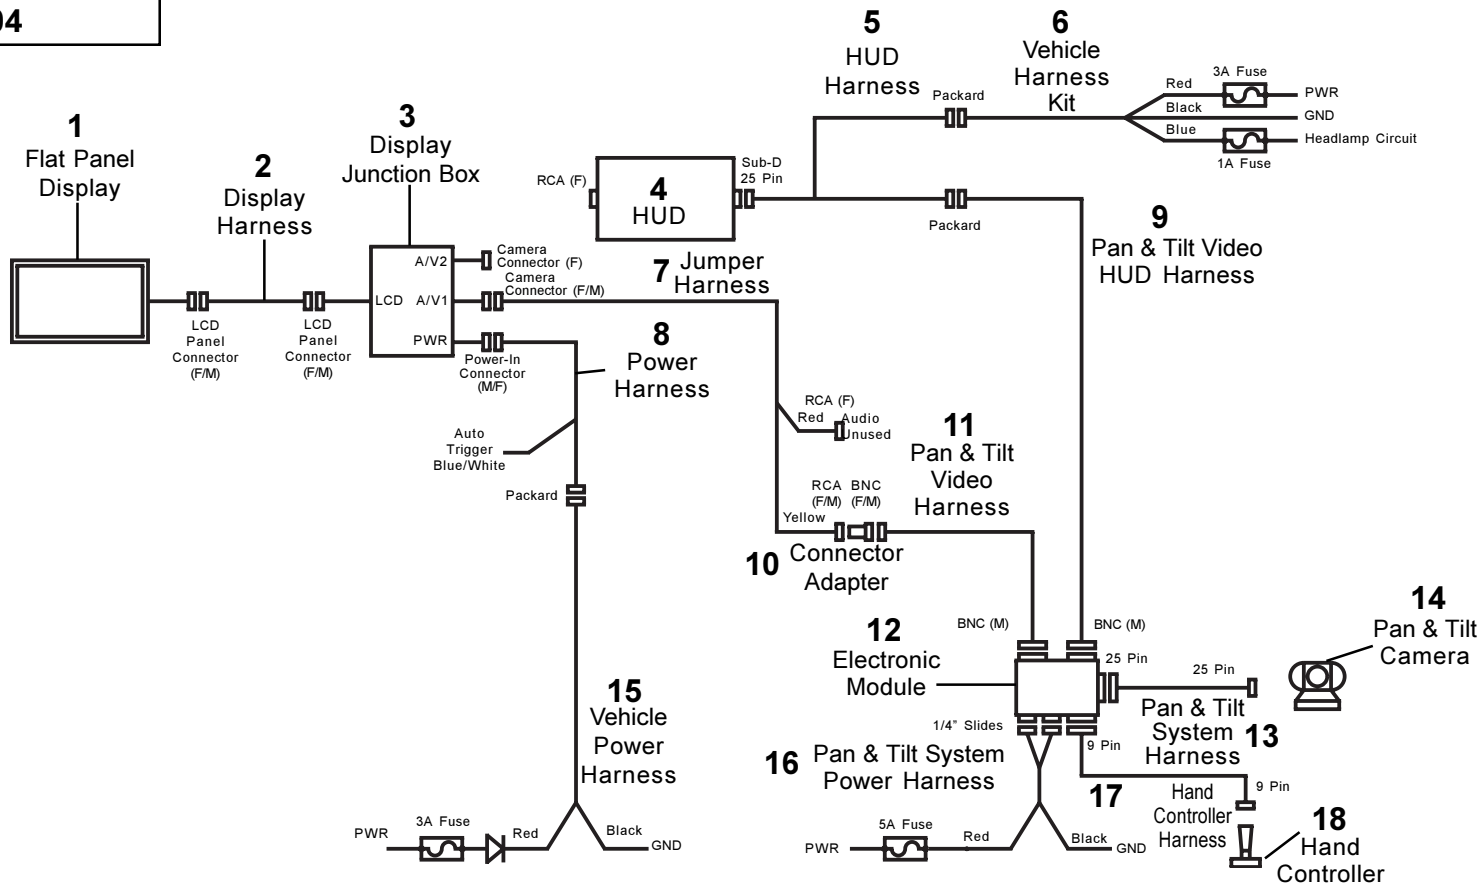 04
1
Flat Panel
Display
2
Display
Harness
3
Display
Junction Box
LCD
A/V2
A/V1
PWR
LCD
Panel
Connector
(F/M)
LCD
Panel
Connector
(F/M)
Camera
Connector (F)
Camera
Connector (F/M)
Power-In
Connector
(M/F)
RCA (F)
4
HUD
Sub-D
25 Pin
5
HUD
Harness
Packard
6
Vehicle
Harness
Kit
Red
Black
Blue
3A Fuse
PWR
GND
Headlamp Circuit
1A Fuse
Packard
7 Jumper
Harness
8
Power
Harness
9
Pan & Tilt Video
HUD Harness
Auto
Trigger
Blue/White
Packard
RCA (F)
Red
Audio
Unused
RCA BNC
(F/M) (F/M)
Yellow
10 Connector
Adapter
11
Pan & Tilt
Video
Harness
BNC (M)
BNC (M)
12
Electronic
Module
25 Pin
25 Pin
Pan & Tilt
System
Harness
13
14
Pan & Tilt
Camera
15
Vehicle
Power
Harness
PWR
3A Fuse
Red
Black
GND
1/4" Slides
9 Pin
16 Pan & Tilt System
Power Harness
PWR
5A Fuse
Red
Black
GND
17
Hand
Controller
Harness
9 Pin
18
Hand
Controller